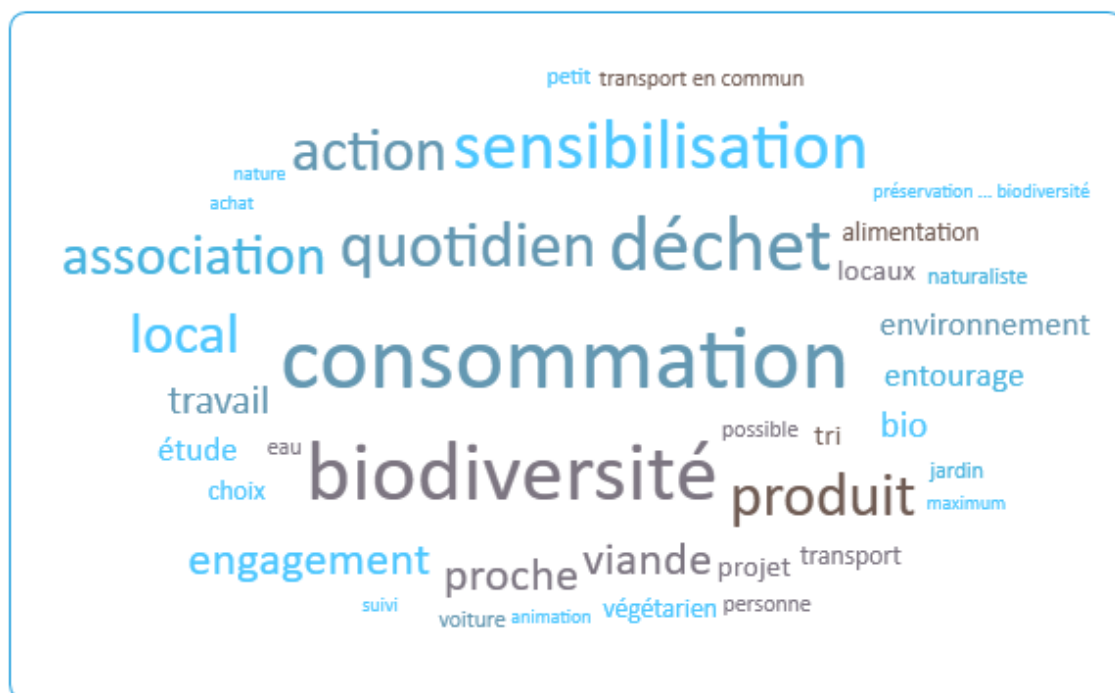 petit transport en commun
action sensibilisation
nature
préservation ... biodiversité
achat
association quotidien déchet alimentation
locaux naturaliste
local consommation environnement
entourage
travail
possible tri bio
étude eau biodiversité produit jardin
choix maximum
engagement proche viande projet transport
suivi voiture animation végétarien personne